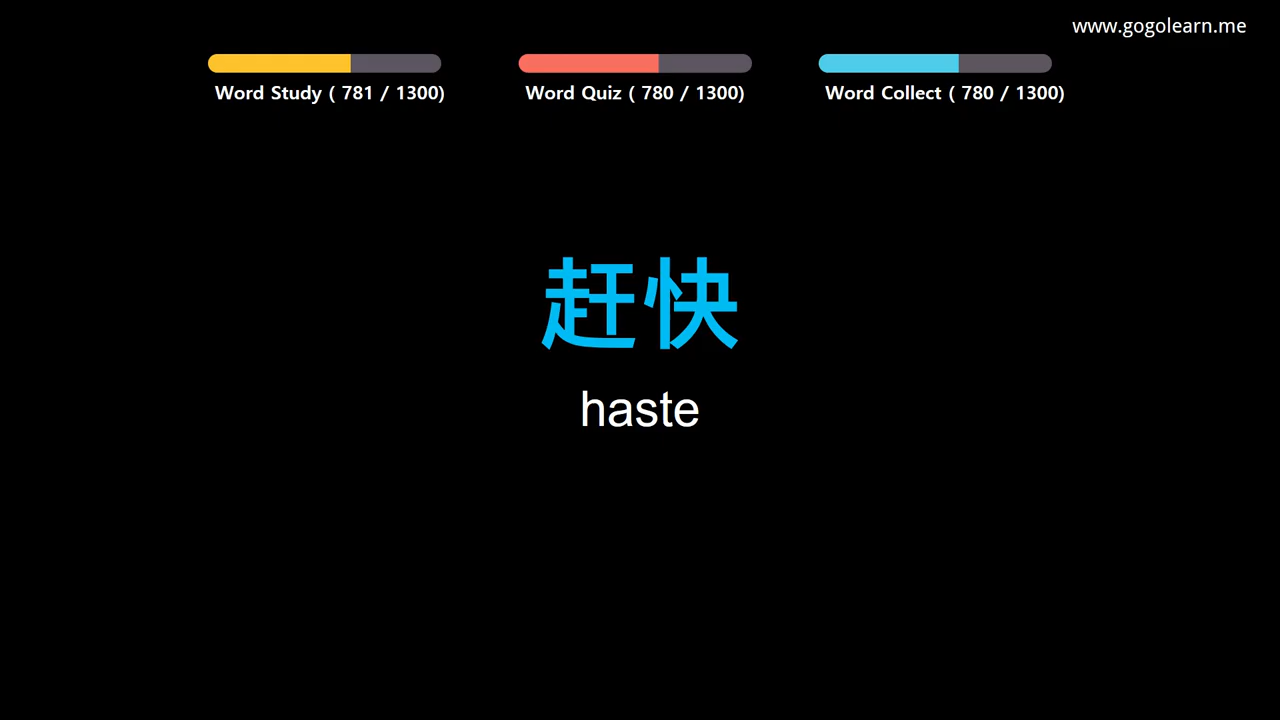 www.gogolearn.me
Word Study ( 781 / 1300)
Word Quiz ( 780 / 1300)
Word Collect ( 780 / 1300)
赶快
haste